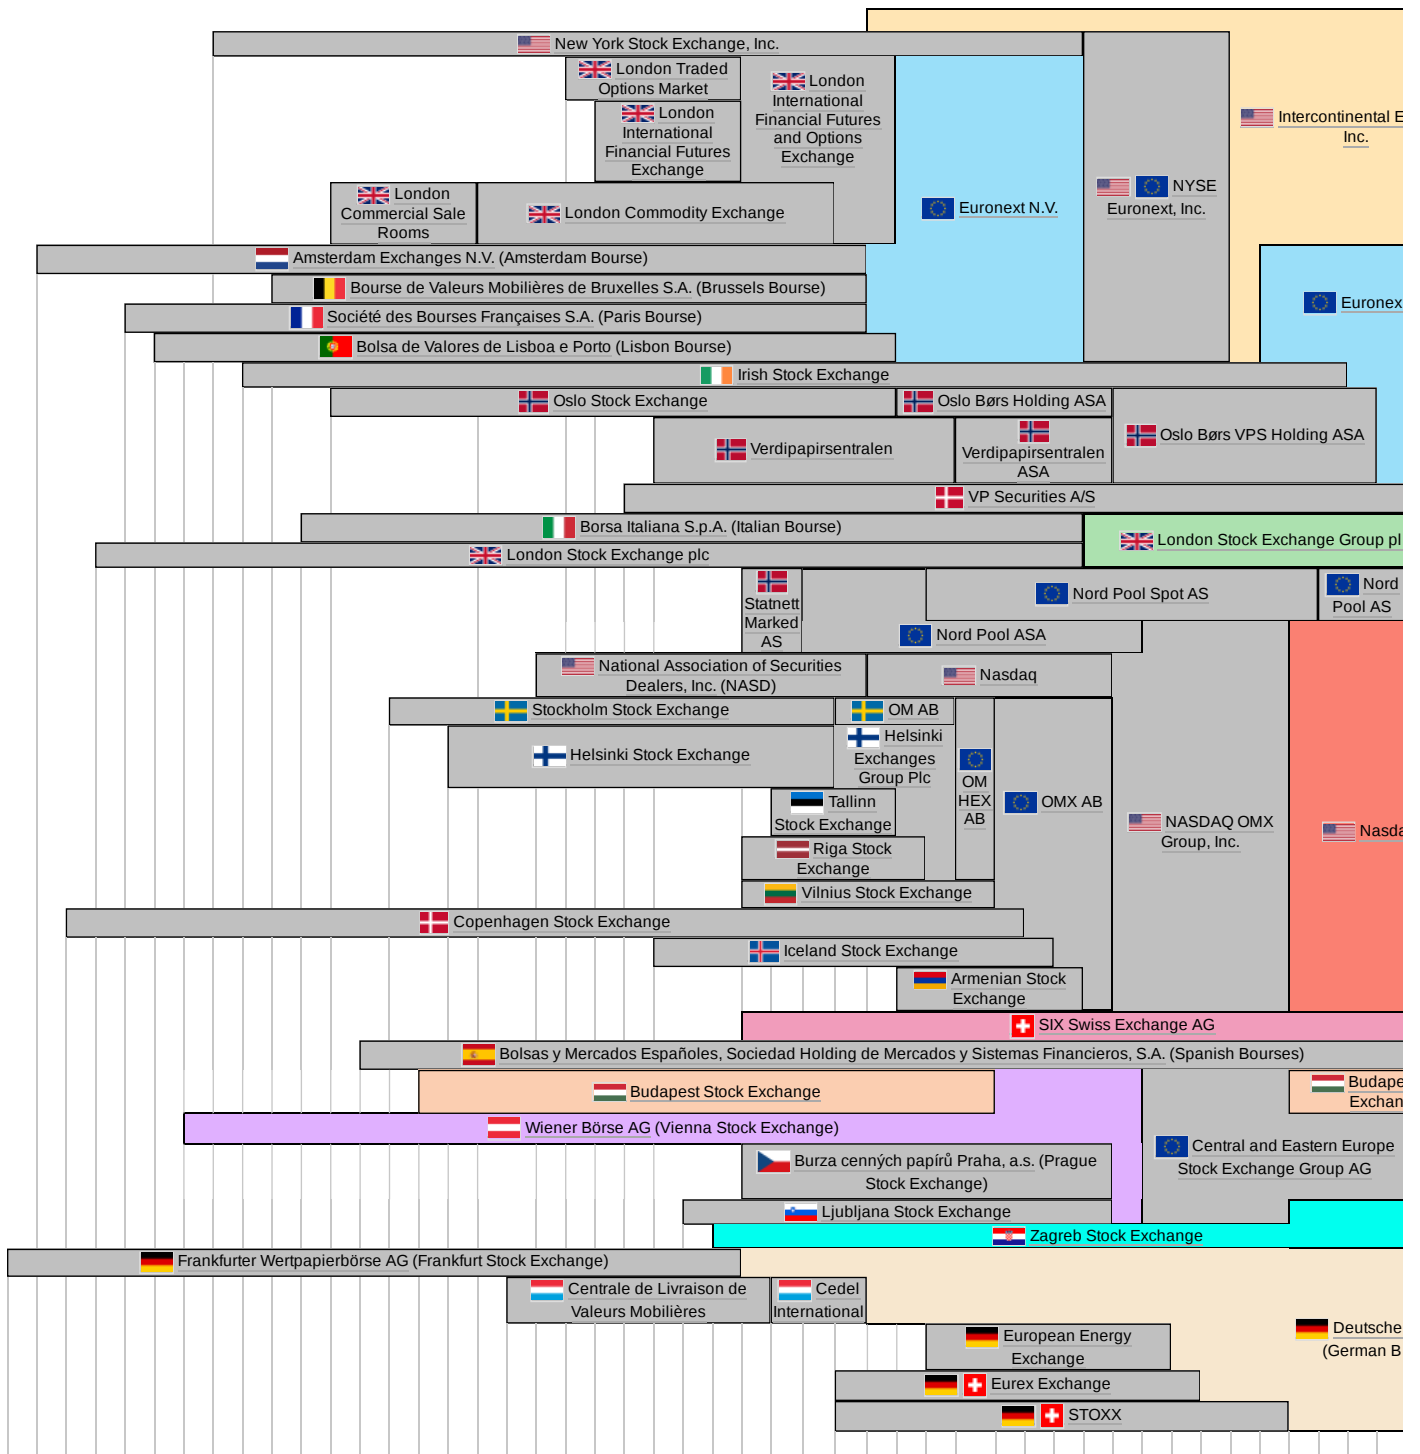 New York Stock Exchange, Inc.
London Traded
Options Market
London
International
Financial Futures
and Options
Exchange
London
International
Financial Futures
Exchange
Intercontinental E
Inc.
London
Commercial Sale
Rooms
London Commodity Exchange
Euronext N.V.
NYSE
Euronext, Inc.
Amsterdam Exchanges N.V. (Amsterdam Bourse)
Bourse de Valeurs Mobilières de Bruxelles S.A. (Brussels Bourse)
Euronex
Société des Bourses Françaises S.A. (Paris Bourse)
Bolsa de Valores de Lisboa e Porto (Lisbon Bourse)
Irish Stock Exchange
Oslo Stock Exchange
Oslo Børs Holding ASA
Oslo Børs VPS Holding ASA
Verdipapirsentralen
Verdipapirsentralen
ASA
VP Securities A/S
Borsa Italiana S.p.A. (Italian Bourse)
London Stock Exchange Group pl
London Stock Exchange plc
Statnett
Marked
AS
Nord Pool Spot AS
Nord
Pool AS
Nord Pool ASA
National Association of Securities
Dealers, Inc. (NASD)
Nasdaq
Stockholm Stock Exchange
OM AB
Helsinki Stock Exchange
Helsinki
Exchanges
Group Plc
OM
HEX
AB
OMX AB
Tallinn
Stock Exchange
NASDAQ OMX
Group, Inc.
Nasda
Riga Stock
Exchange
Vilnius Stock Exchange
Copenhagen Stock Exchange
Iceland Stock Exchange
Armenian Stock
Exchange
SIX Swiss Exchange AG
Bolsas y Mercados Españoles, Sociedad Holding de Mercados y Sistemas Financieros, S.A. (Spanish Bourses)
Budapest Stock Exchange
Budape
Exchan
Wiener Börse AG (Vienna Stock Exchange)
Central and Eastern Europe
Stock Exchange Group AG
Burza cenných papírů Praha, a.s. (Prague
Stock Exchange)
Ljubljana Stock Exchange
Zagreb Stock Exchange
Frankfurter Wertpapierbörse AG (Frankfurt Stock Exchange)
Centrale de Livraison de
Valeurs Mobilières
Cedel
International
European Energy
Exchange
Deutsche
(German B
Eurex Exchange
STOXX